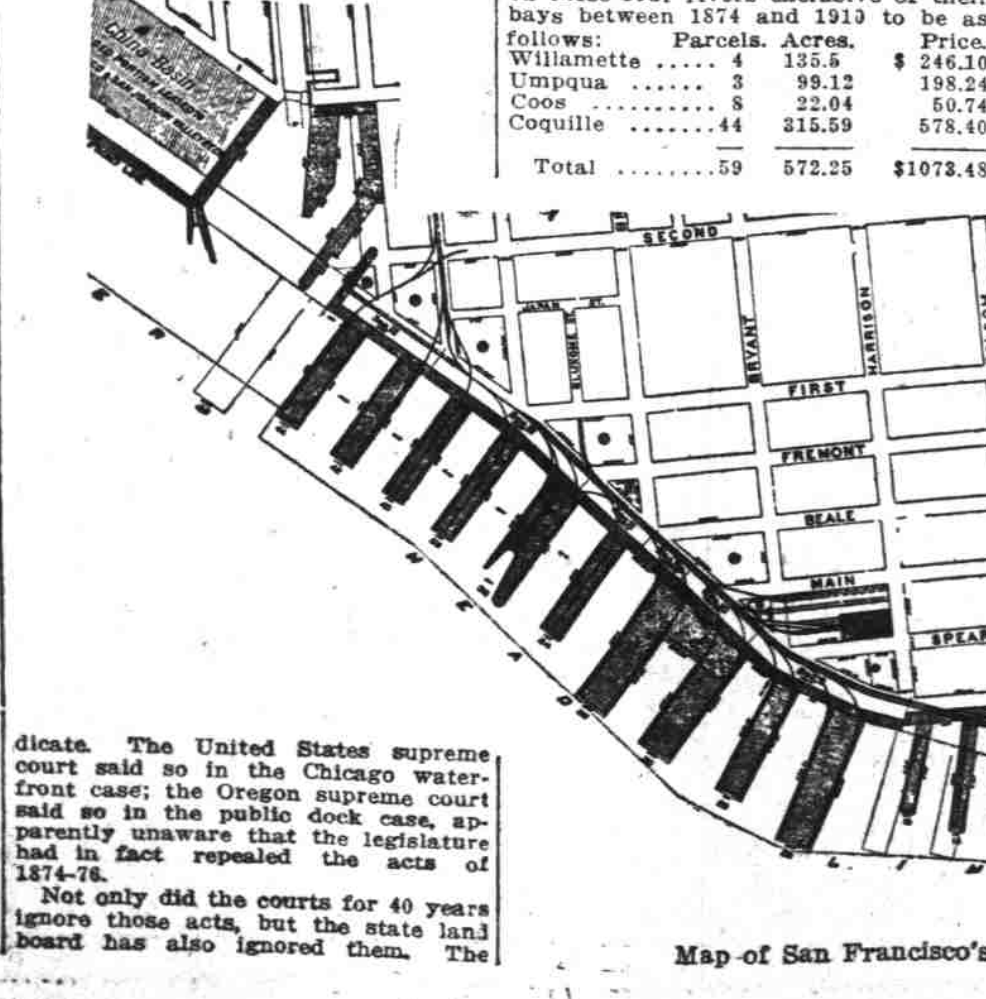 bays between 1874 and 1910 to be as
follows: Parcels. Acres. Price.
Willamette ..... 4 135.5 $ 246.10
Umpqua ...... 3 99.12 198.24
Coos .......... 8 22.04 50.74
Coquille .......44 315.59 578.40
Total ........59 572.25 $1073.48
China Basin
SECOND
JAPAN ST.
BRYANT
HARRISON
FIRST
FREMONT
BEALE
MAIN
SPEAR
E R
H E A D
L I
dicate. The United States supreme
court said so in the Chicago water-
front case; the Oregon supreme court
said so in the public dock case, ap-
parently unaware that the legislature
had in fact repealed the acts of
1874-76.
Not only did the courts for 40 years
ignore those acts, but the state land
board has also ignored them. The
Map of San Francisco's